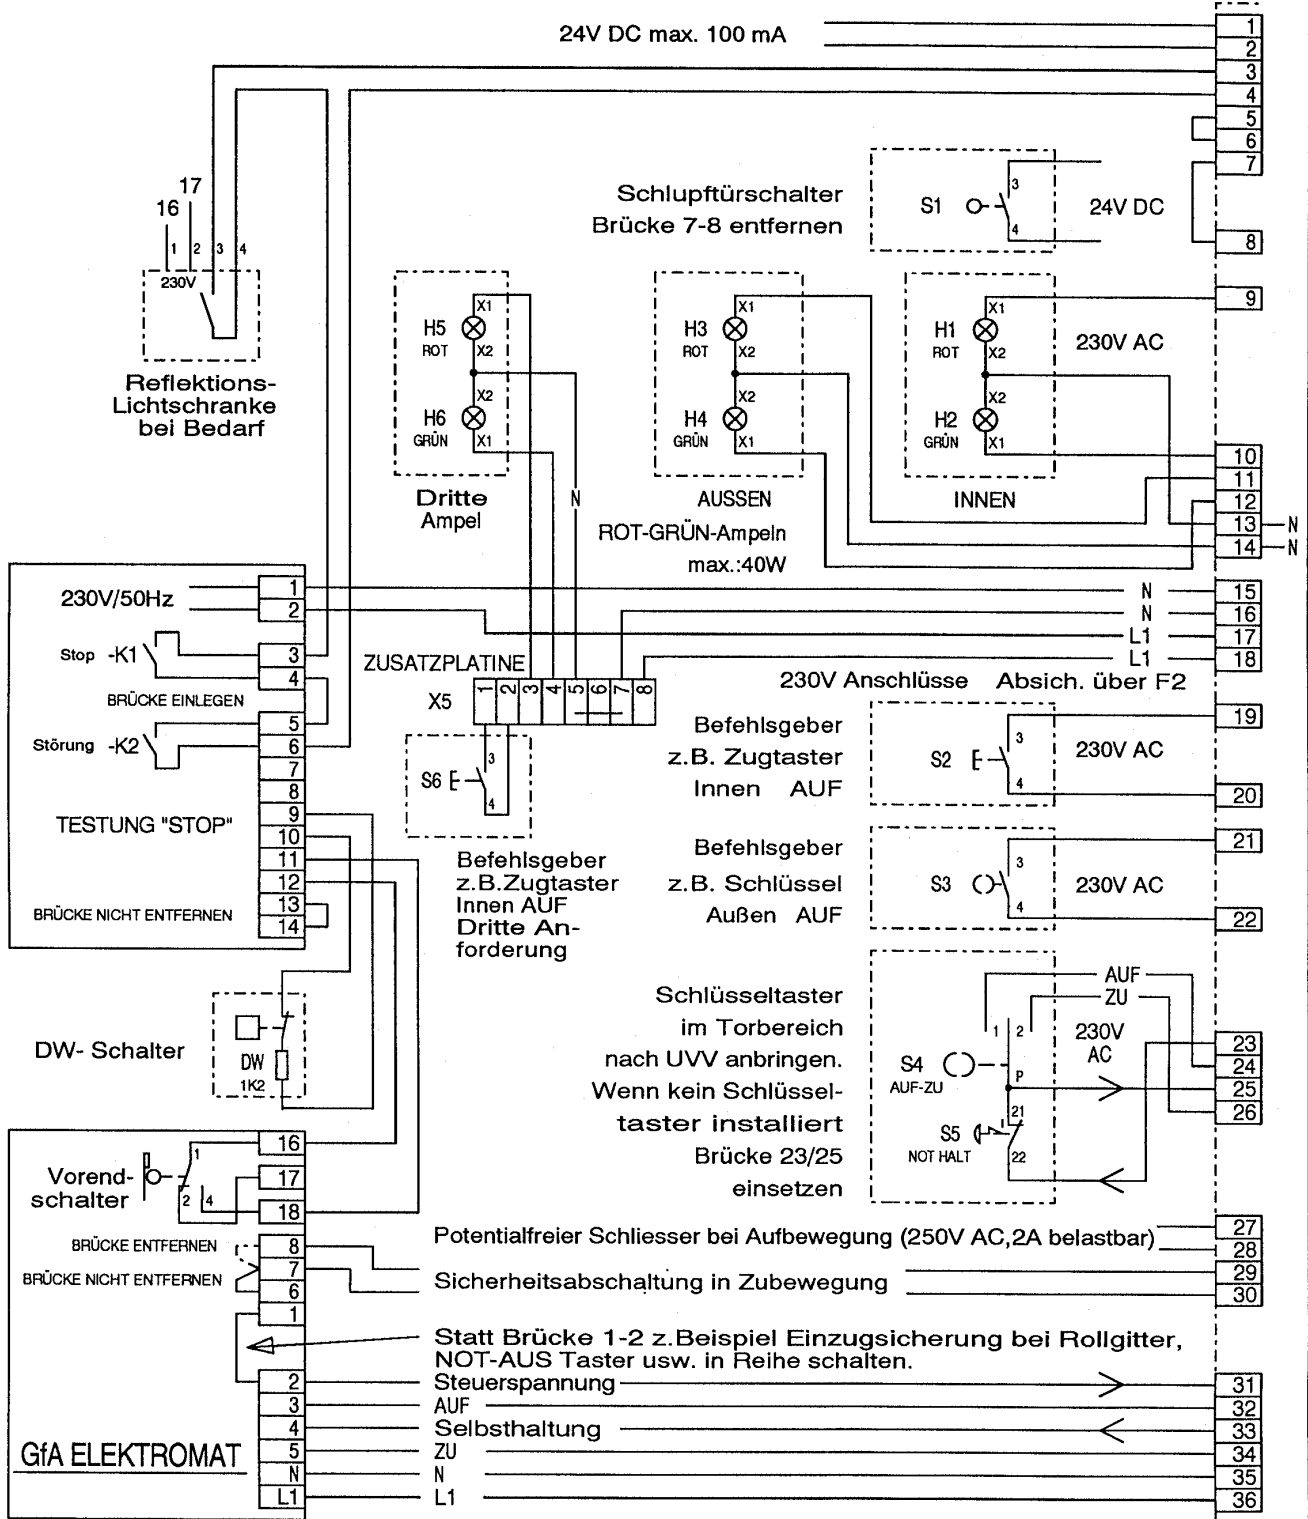 24V DC max. 100 mA
1
2
3
4
5
6
7
8
9
10
11
12
13 N
14 N
15
16
17
18
19
20
21
22
23
24
25
26
27
28
29
30
31
32
33
34
35
36
17
16
1 2 3 4
230V
Reflektions-
Lichtschranke
bei Bedarf
Schlupftürschalter
Brücke 7-8 entfernen
S1
3
4
24V DC
H5
ROT
X1
X2
X2
H6
GRÜN
X1
Dritte
Ampel
N
H3
ROT
X1
X2
X2
H4
GRÜN
X1
AUSSEN
H1
ROT
X1
X2
X2
H2
GRÜN
X1
INNEN
230V AC
ROT-GRÜN-Ampeln
max.:40W
N
N
L1
L1
230V Anschlüsse Absich. über F2
230V/50Hz
Stop -K1
BRÜCKE EINLEGEN
Störung -K2
TESTUNG "STOP"
BRÜCKE NICHT ENTFERNEN
1
2
3
4
5
6
7
8
9
10
11
12
13
14
ZUSATZPLATINE
X5
1 2 3 4 5 6 7 8
S6
3
4
Befehlsgeber
z.B.Zugtaster
Innen AUF
Dritte An-
forderung
Befehlsgeber
z.B. Zugtaster
Innen AUF
S2
3
4
230V AC
Befehlsgeber
z.B. Schlüssel
Außen AUF
S3
3
4
230V AC
Schlüsseltaster
im Torbereich
nach UVV anbringen.
Wenn kein Schlüssel-
taster installiert
Brücke 23/25
einsetzen
AUF
ZU
1 2
230V
AC
S4
AUF-ZU
P
21
S5
NOT HALT
22
DW- Schalter
DW
1K2
Vorend-
schalter
1
2 4
16
17
18
BRÜCKE ENTFERNEN
BRÜCKE NICHT ENTFERNEN
8
7
6
1
2
3
4
5
N
L1
GfA ELEKTROMAT
Potentialfreier Schliesser bei Aufbewegung (250V AC,2A belastbar)
Sicherheitsabschaltung in Zubewegung
Statt Brücke 1-2 z.Beispiel Einzugsicherung bei Rollgitter,
NOT-AUS Taster usw. in Reihe schalten.
Steuerspannung
AUF
Selbsthaltung
ZU
N
L1